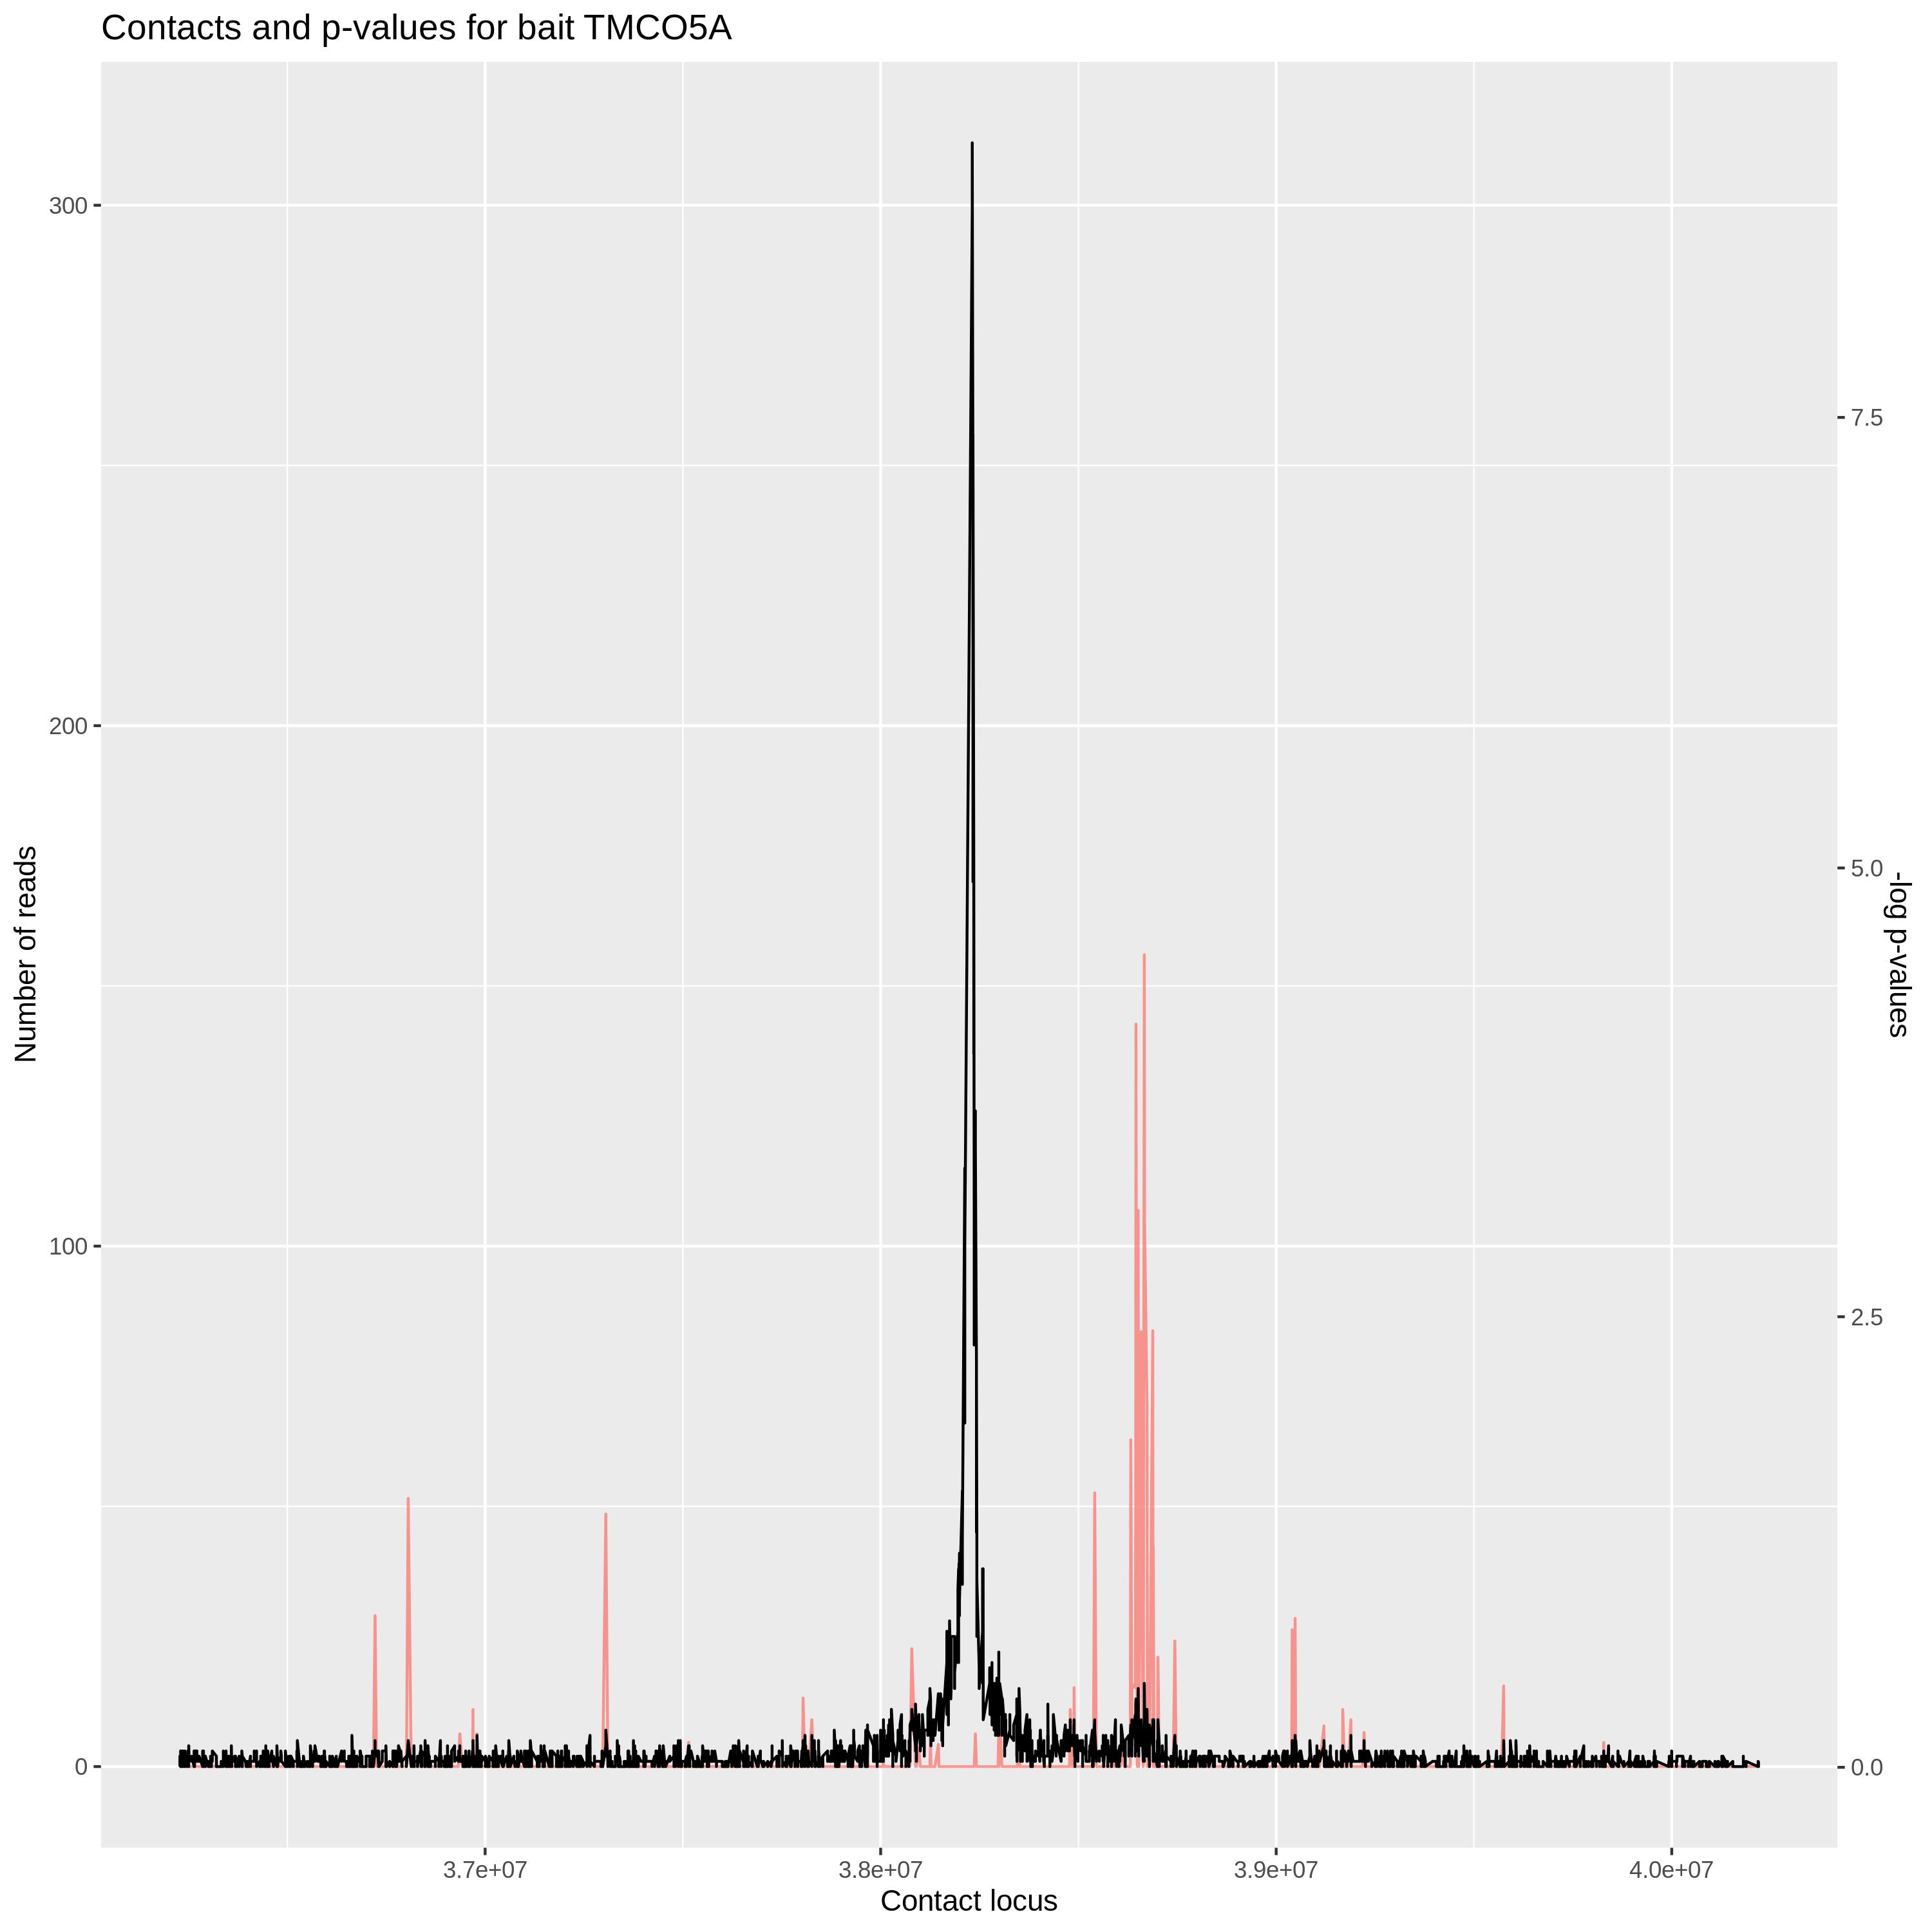 Contacts and p-values for bait TMCO5A
300
200
100
0
Number of reads
7.5
5.0
2.5
0.0
-log p-values
3.7e+07
3.8e+07
3.9e+07
4.0e+07
Contact locus